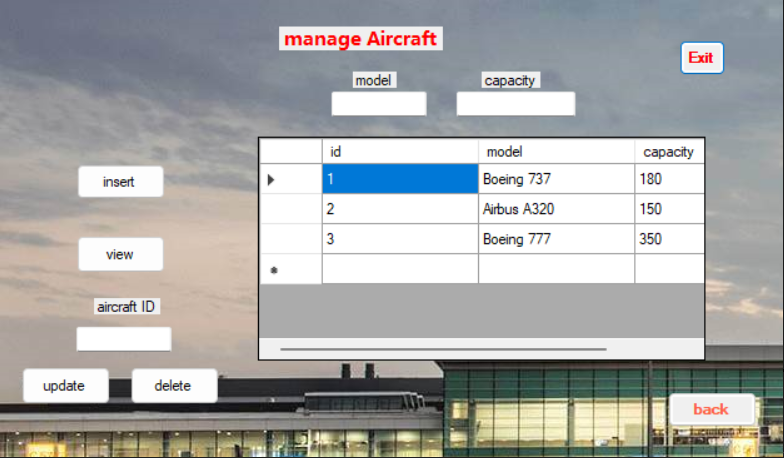 manage Aircraft
Exit
model capacity
id model capacity
1 Boeing 737 180
2 Airbus A320 150
3 Boeing 777 350
insert
view
aircraft ID
update delete
back